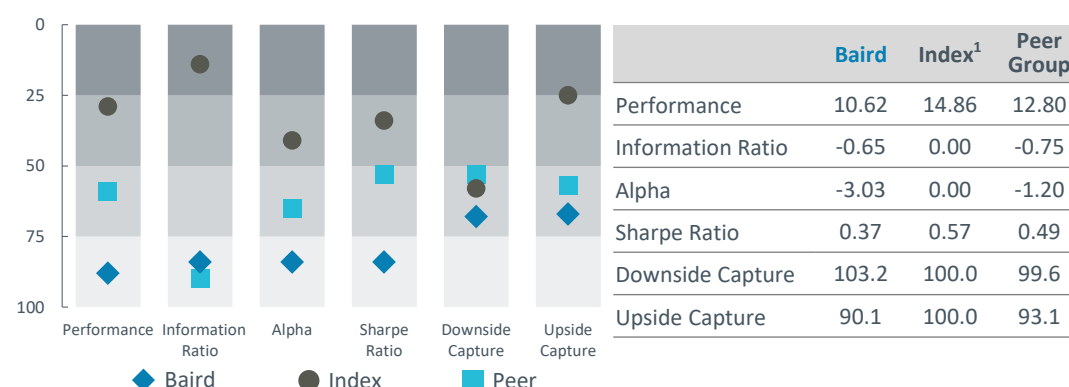 0
25
50
75
100
Performance Information Alpha Sharpe Downside Upside
Ratio Ratio Capture Capture
Baird Index Peer
Baird Index¹ Peer
Group
Performance 10.62 14.86 12.80
Information Ratio -0.65 0.00 -0.75
Alpha -3.03 0.00 -1.20
Sharpe Ratio 0.37 0.57 0.49
Downside Capture 103.2 100.0 99.6
Upside Capture 90.1 100.0 93.1